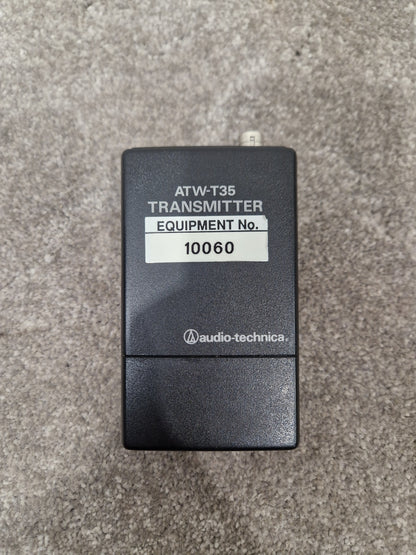 ATW-T35
TRANSMITTER
EQUIPMENT No.
10060
audio-technica®